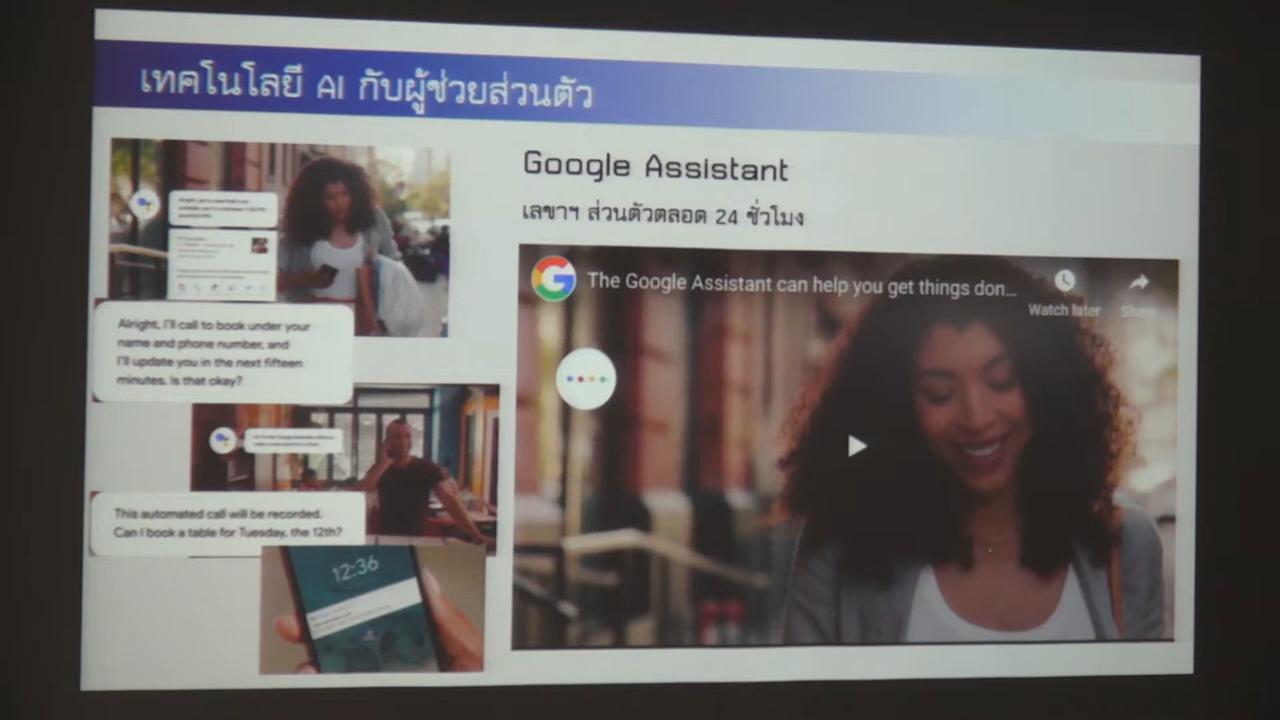 เทคโนโลยี AI กับผู้ช่วยส่วนตัว
Google Assistant
เลขาฯ ส่วนตัวตลอด 24 ชั่วโมง
The Google Assistant can help you get things don...
Watch later
Share
Alright, I'll call to book under your
name and phone number, and
I'll update you in the next fifteen
minutes. Is that okay?
This automated call will be recorded.
Can I book a table for Tuesday, the 12th?
12:36